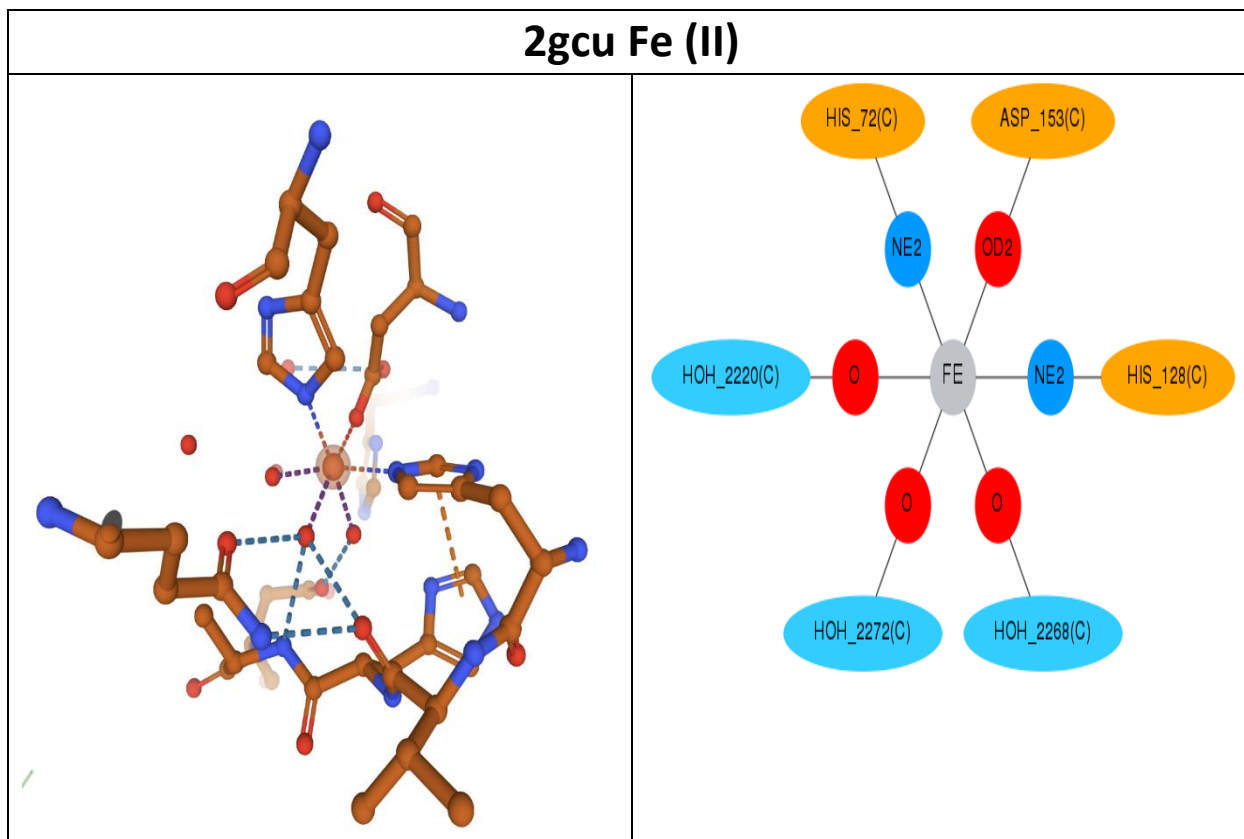 2gcu Fe (II)
HIS_72(C) ASP_153(C)
NE2 OD2
HOH_2220(C) O FE NE2 HIS_128(C)
O O
HOH_2272(C) HOH_2268(C)